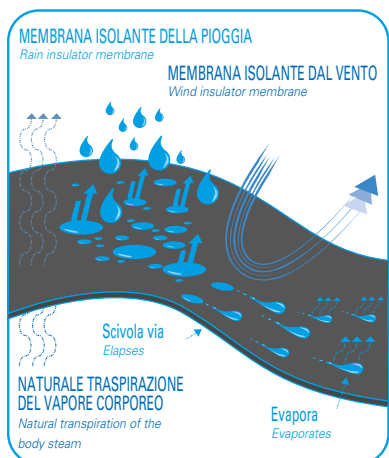 MEMBRANA ISOLANTE DELLA PIOGGIA
Rain insulator membrane
MEMBRANA ISOLANTE DAL VENTO
Wind insulator membrane
Scivola via
Elapses
NATURALE TRASPIRAZIONE
DEL VAPORE CORPOREO
Natural transpiration of the
body steam
Evapora
Evaporates